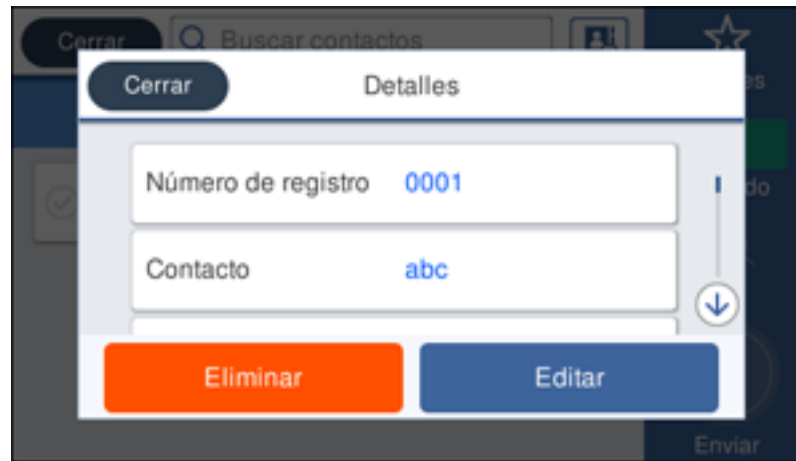 Cerrar
Buscar contactos
Cerrar
Detalles
Número de registro 0001
Contacto abc
Eliminar
Editar
Enviar